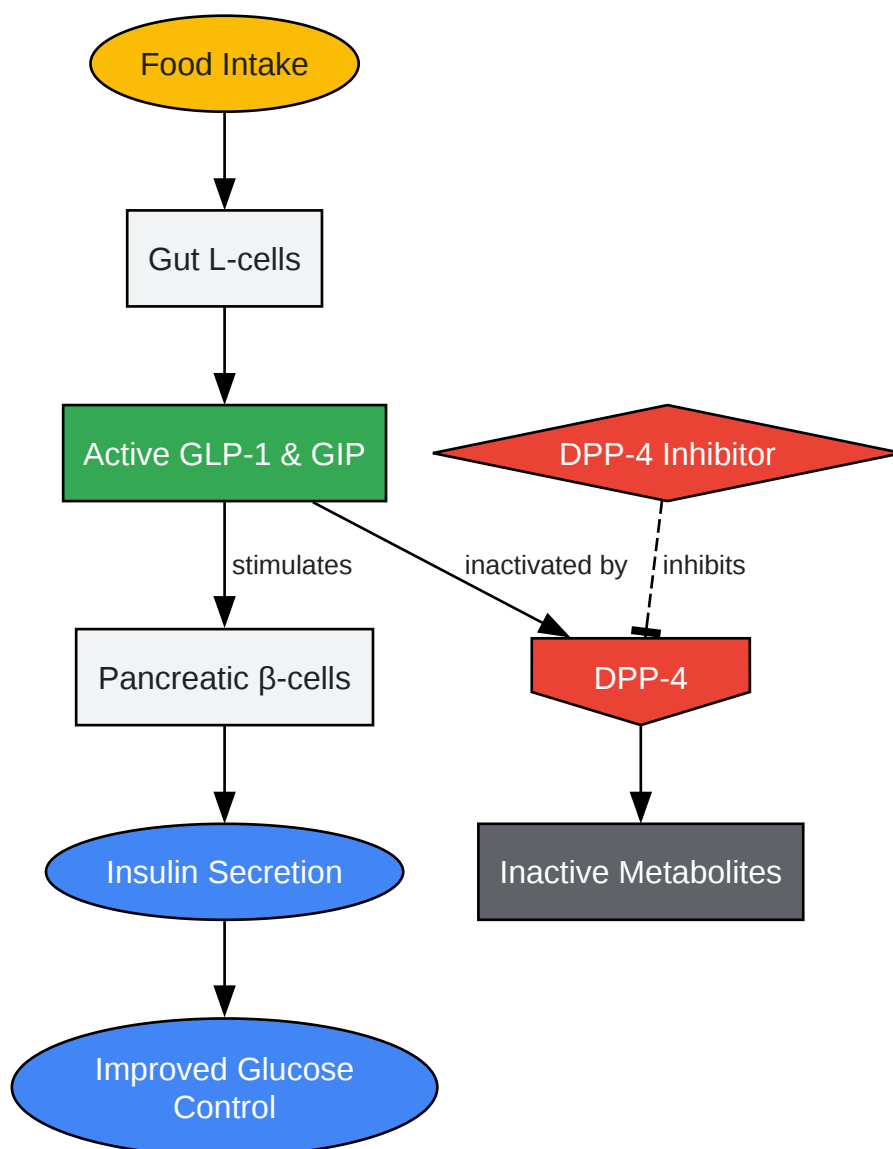 Food Intake
Gut L-cells
Active GLP-1 & GIP
DPP-4 Inhibitor
stimulates
inactivated by
inhibits
Pancreatic β-cells
DPP-4
Insulin Secretion
Inactive Metabolites
Improved Glucose
Control